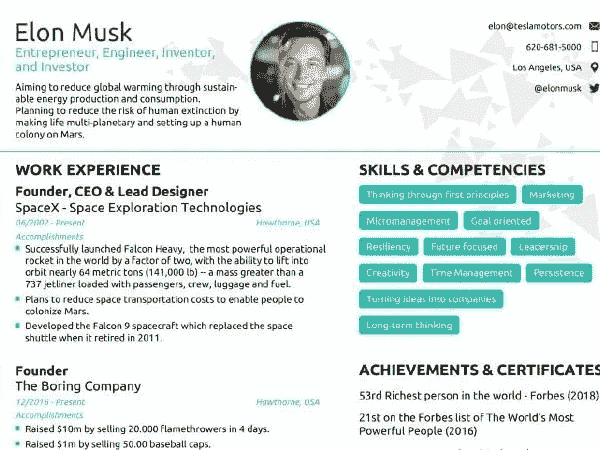 Elon Musk
Entrepreneur, Engineer, Inventor,
and Investor
Aiming to reduce global warming through sustain-
able energy production and consumption.
Planning to reduce the risk of human extinction by
making life multi-planetary and setting up a human
colony on Mars.
elon@teslamotors.com
620-681-5000
Los Angeles, USA
@elonmusk
WORK EXPERIENCE
Founder, CEO & Lead Designer
SpaceX - Space Exploration Technologies
06/2002 - Present Hawthorne, USA
Accomplishments
Successfully launched Falcon Heavy, the most powerful operational
rocket in the world by a factor of two, with the ability to lift into
orbit nearly 64 metric tons (141,000 lb) -- a mass greater than a
737 jetliner loaded with passengers, crew, luggage and fuel.
Plans to reduce space transportation costs to enable people to
colonize Mars.
Developed the Falcon 9 spacecraft which replaced the space
shuttle when it retired in 2011.
Founder
The Boring Company
12/2016 - Present Hawthorne, USA
Accomplishments
Raised $10m by selling 20.000 flamethrowers in 4 days.
Raised $1m by selling 50.00 baseball caps.
SKILLS & COMPETENCIES
Thinking through first principles Marketing
Micromanagement Goal oriented
Resiliency Future focused Leadership
Creativity Time Management Persistence
Turning ideas into companies
Long-term thinking
ACHIEVEMENTS & CERTIFICATES
53rd Richest person in the world - Forbes (2018)
21st on the Forbes list of The World's Most
Powerful People (2016)